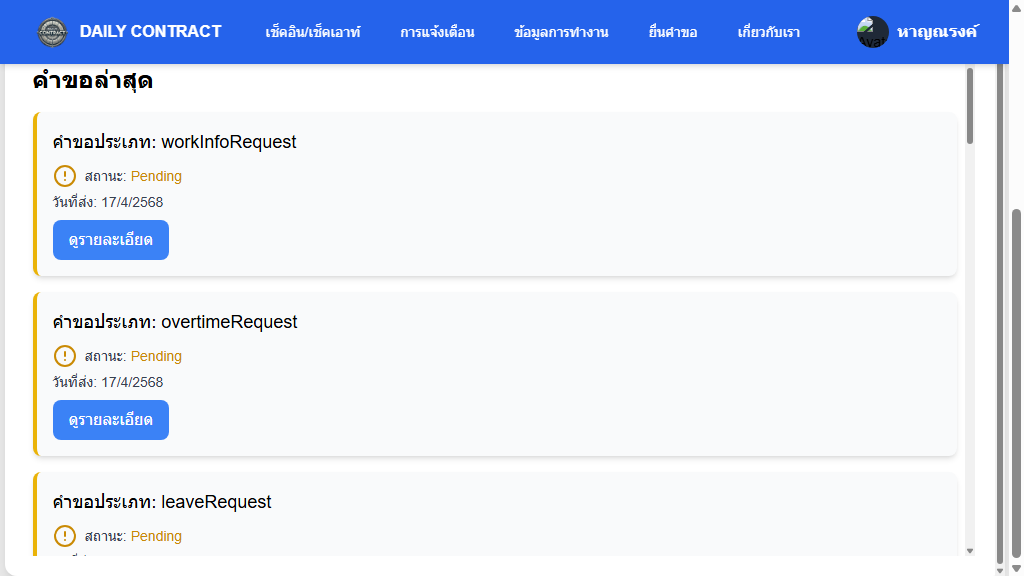 DAILY CONTRACT
เช็คอิน/เช็คเอาท์
การแจ้งเตือน
ข้อมูลการทำงาน
ยื่นคำขอ
เกี่ยวกับเรา
หาญณรงค์
คำขอล่าสุด
คำขอประเภท: workInfoRequest
สถานะ: Pending
วันที่ส่ง: 17/4/2568
ดูรายละเอียด
คำขอประเภท: overtimeRequest
สถานะ: Pending
วันที่ส่ง: 17/4/2568
ดูรายละเอียด
คำขอประเภท: leaveRequest
สถานะ: Pending